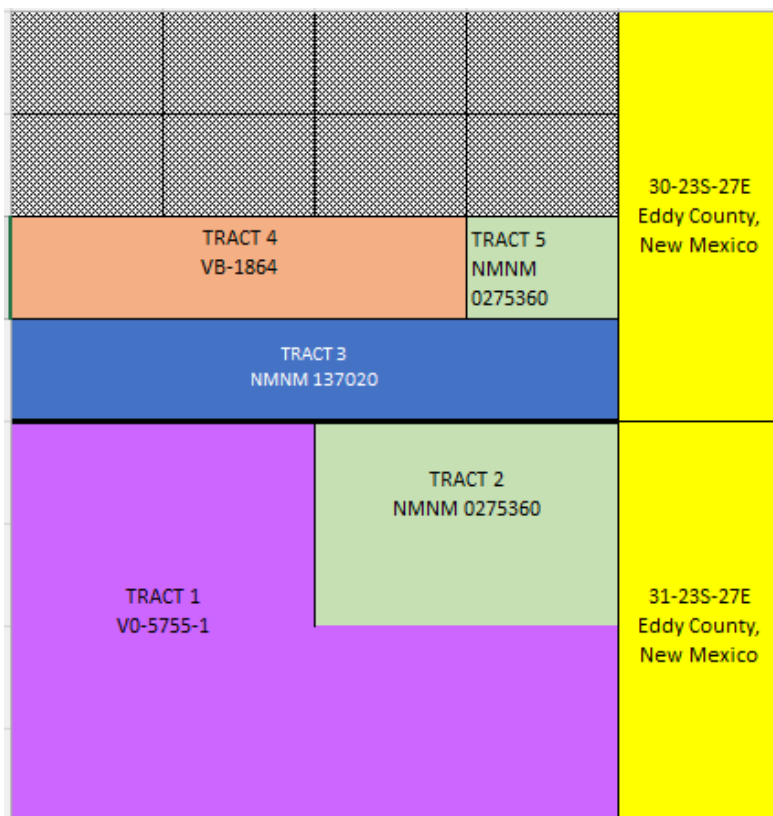 TRACT 4
VB-1864
TRACT 5
NMNM
0275360
30-23S-27E
Eddy County,
New Mexico
TRACT 3
NMNM 137020
TRACT 2
NMNM 0275360
TRACT 1
V0-5755-1
31-23S-27E
Eddy County,
New Mexico